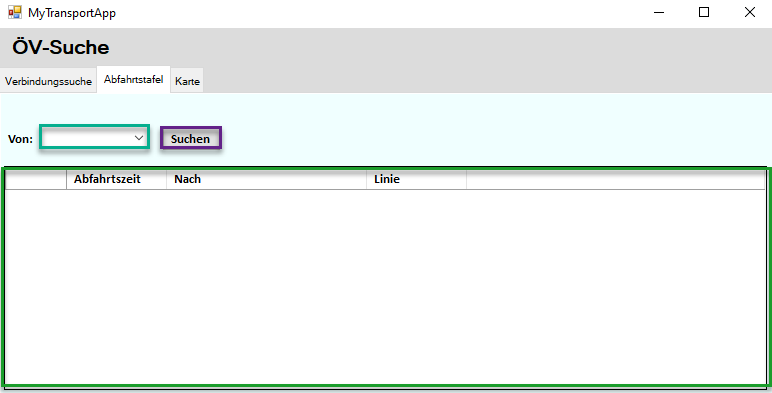 MyTransportApp
ÖV-Suche
Verbindungssuche Abfahrtstafel Karte
Von: Suchen
Abfahrtszeit Nach Linie